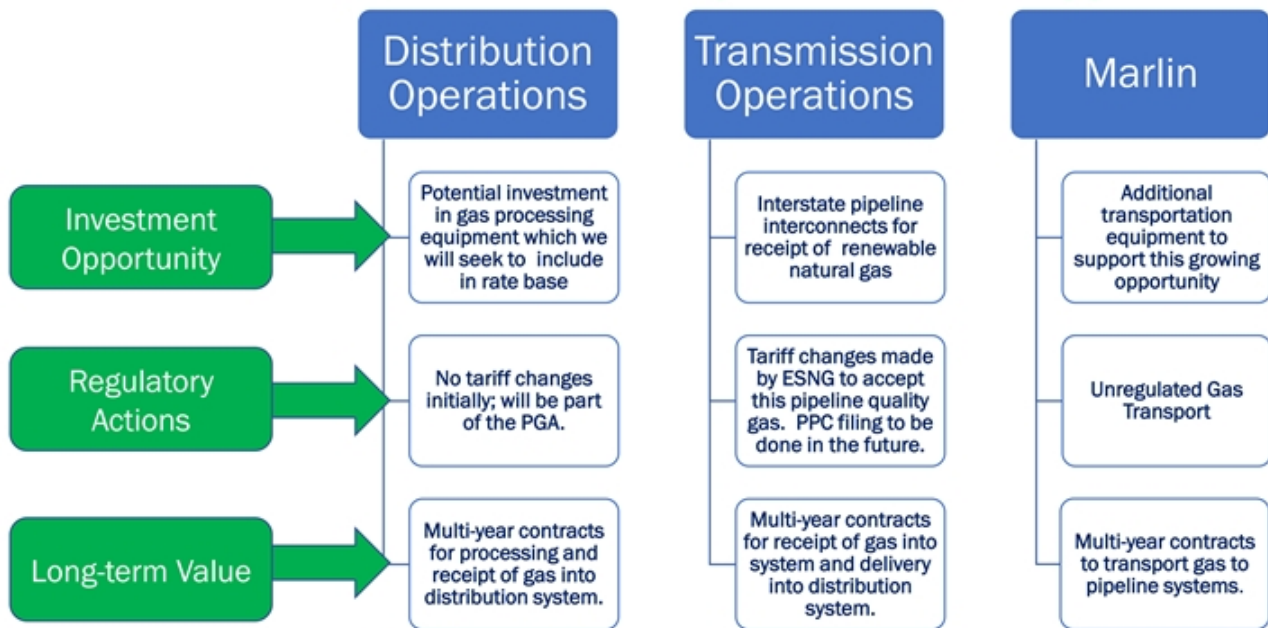 Distribution
Operations
Transmission
Operations
Marlin
Investment
Opportunity
Potential investment
in gas processing
equipment which we
will seek to include
in rate base
Interstate pipeline
interconnects for
receipt of renewable
natural gas
Additional
transportation
equipment to
support this growing
opportunity
Regulatory
Actions
No tariff changes
initially; will be part
of the PGA.
Tariff changes made
by ESNG to accept
this pipeline quality
gas. PPC filing to be
done in the future.
Unregulated Gas
Transport
Long-term Value
Multi-year contracts
for processing and
receipt of gas into
distribution system.
Multi-year contracts
for receipt of gas into
system and delivery
into distribution
system.
Multi-year contracts
to transport gas to
pipeline systems.